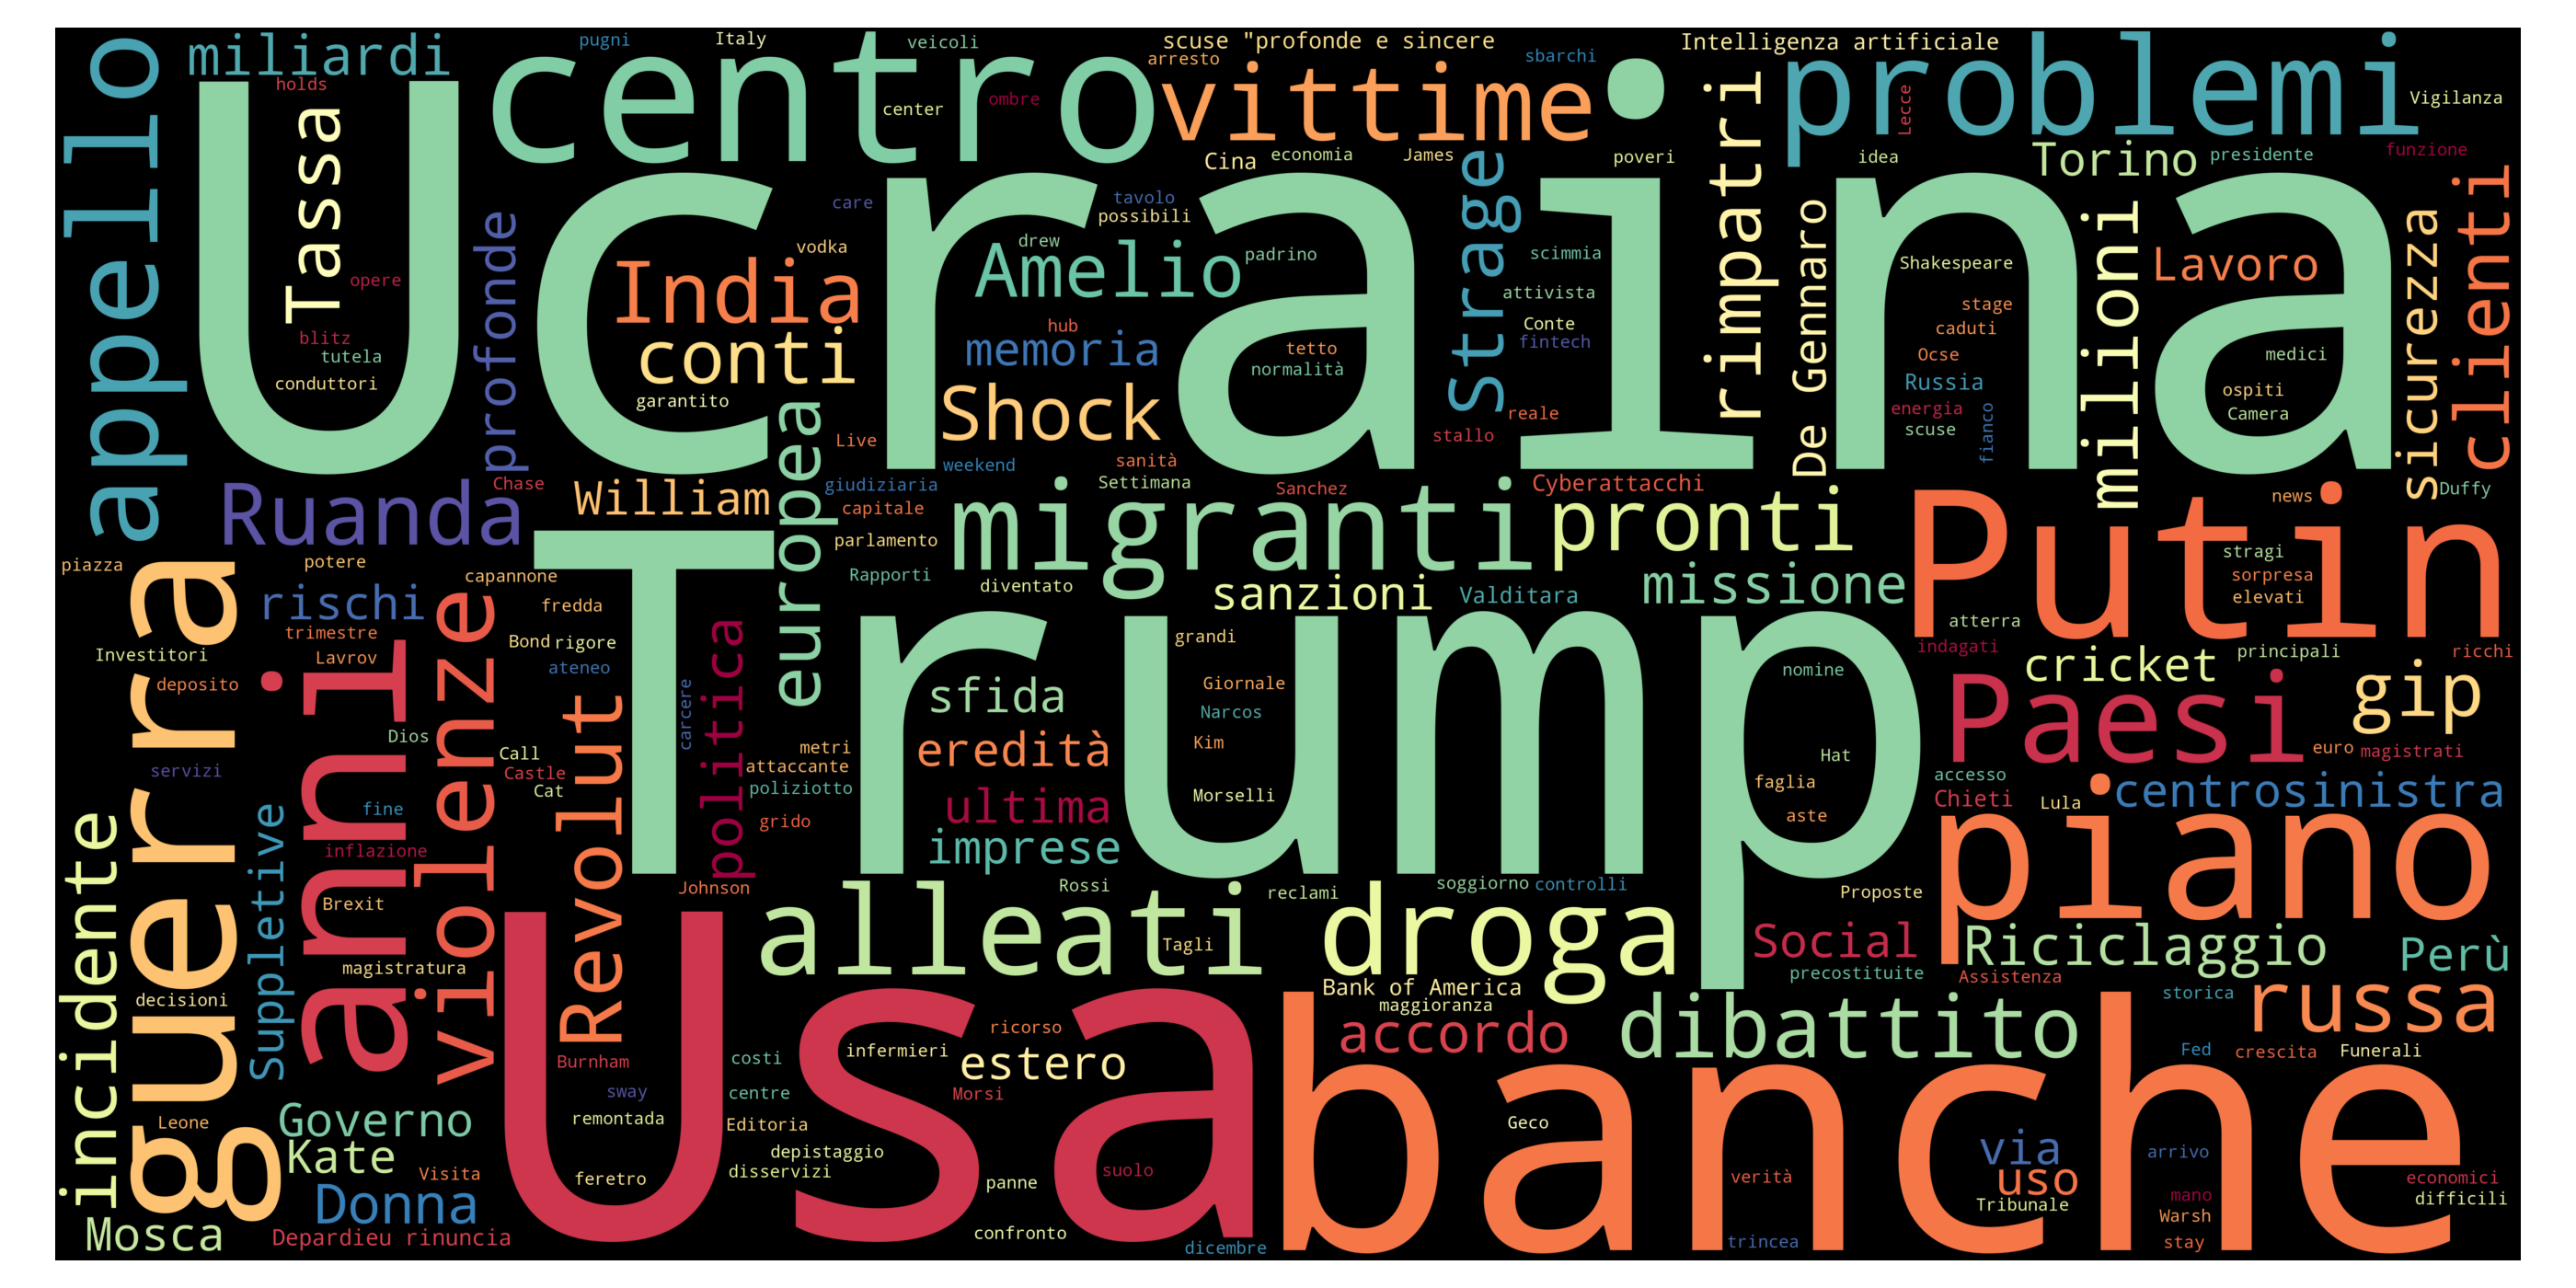 Ucraina
Trump
Usa
banche
centro
Putin
piano
guerra
anni
problemi
appello
migranti
alleati
droga
dibattito
Paesi
vittime
pronti
russa
miliardi
Tassa
profonde
India
conti
Amelio
memoria
Shock
Strage
rimpatri
De Gennaro
milioni
Torino
Lavoro
sicurezza
clienti
Ruanda
William
europea
sanzioni
missione
rischi
violenze
Revolut
politica
sfida
eredità
ultima
imprese
cricket
gip
centrosinistra
Riciclaggio
Perù
Social
accordo
estero
incidente
Suppletive
Governo
Kate
Donna
Mosca
via
uso
pugni
Italy
veicoli
scuse "profonde e sincere
arresto
sbarchi
Intelligenza artificiale
Vigilanza
holds
center
ombre
Lecce
Cina
economia
James
poveri
idea
presidente
funzione
care
tavolo
possibili
opere
vodka
drew
padrino
scimmia
Shakespeare
attivista
stage
blitz
tutela
conduttori
hub
tetto
normalità
Conte
fintech
caduti
Ocse
Russia
medici
ospiti
Camera
garantito
reale
energia
scuse
fianco
Live
stallo
weekend
sanità
Chase
giudiziaria
Settimana
Sanchez
Cyberattacchi
Duffy
news
capitale
parlamento
piazza
potere
capannone
Rapporti
diventato
Valditara
stragi
sorpresa
elevati
fredda
trimestre
Bond
rigore
grandi
atterra
Investitori
Lavrov
ateneo
indagati
principali
ricchi
deposito
carcere
Giornale
nomine
Narcos
Dios
Call
metri
Kim
Hat
euro
magistrati
servizi
Castle
Cat
attaccante
poliziotto
Morselli
faglia
accesso
Chieti
Lula
fine
grido
aste
inflazione
Johnson
Rossi
reclami
soggiorno
controlli
Proposte
Brexit
Tagli
magistratura
precostituite
Assistenza
Bank of America
maggioranza
decisioni
storica
ricorso
infermieri
Burnham
costi
Fed
crescita
Funerali
sway
centre
Morsi
Leone
remontada
Editoria
Geco
depistaggio
disservizi
arrivo
Visita
feretro
panne
suolo
verità
economici
difficili
mano
Tribunale
Warsh
Depardieu rinuncia
confronto
dicembre
trincea
stay